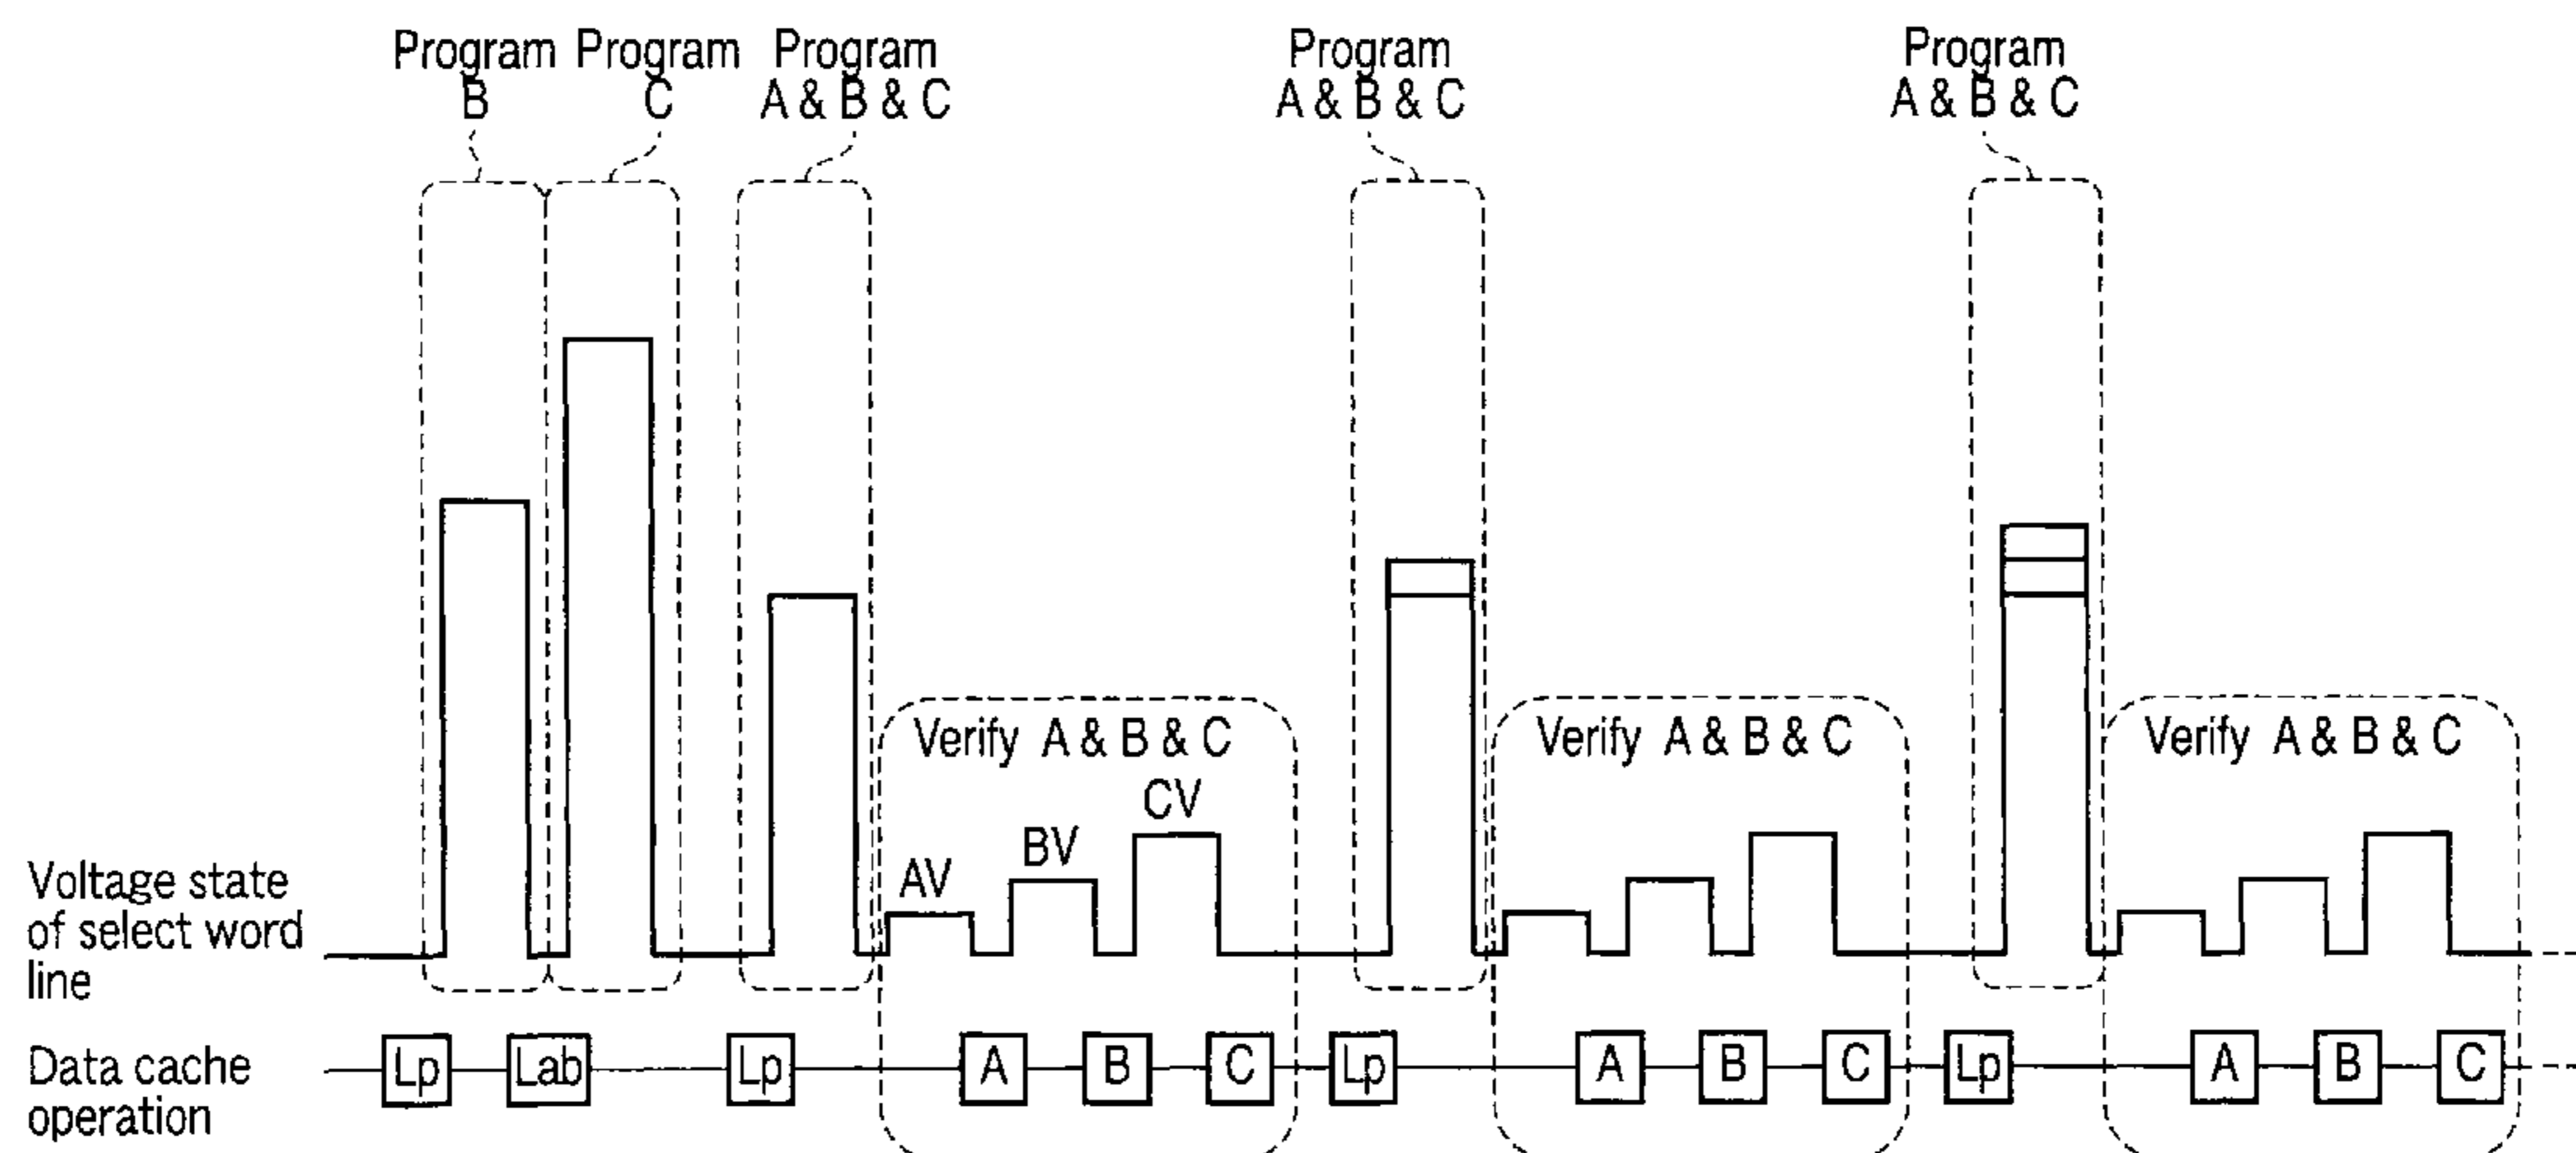 Program
B
Program
C
Program
A & B & C
Program
A & B & C
Program
A & B & C
Verify A & B & C
Verify A & B & C
Verify A & B & C
AV
BV
CV
Voltage state
of select word
line
Data cache
operation
Lp
Lab
Lp
A
B
C
Lp
A
B
C
Lp
A
B
C